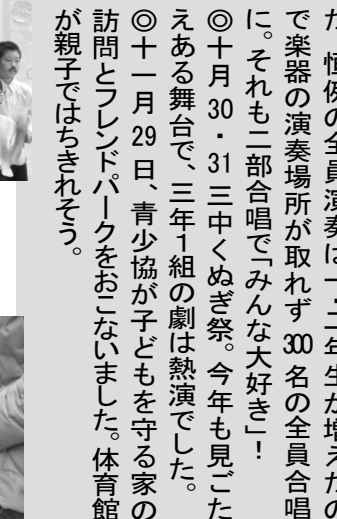 た。恒例の全員演奏は一・二年生が増えたの
で楽器の演奏場所が取れず300名の全員合唱
に。それも二部合唱で「みんな大好き」！
◎十月30・31三中くぬぎ祭。今年も見ごた
えある舞台で、三年1組の劇は熱演でした。
◎十一月29日、青少協が子どもを守る家の
訪問とフレンドパークをおこないました。体育館
が親子ではちきれそう。